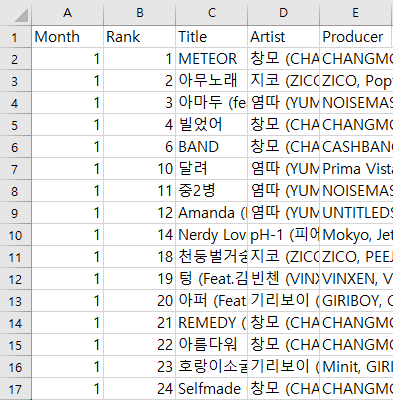 A B C D E
1 Month Rank Title Artist Producer
2 1 1 METEOR 창모 (CHA CHANGMO
3 1 2 아무노래 지코 (ZICO ZICO, Pop
4 1 3 아마두 (fe 염따 (YUM NOISEMAS
5 1 4 빌었어 창모 (CHA CHANGMO
6 1 6 BAND 창모 (CHA CASHBANG
7 1 10 달려 염따 (YUM Prima Vista
8 1 11 중2병 염따 (YUM NOISEMAS
9 1 12 Amanda ( 염따 (YUM UNTITLEDS
10 1 14 Nerdy Lov pH-1 (피에 Mokyo, Jet
11 1 18 천둥벌거숭 지코 (ZICO ZICO, PEEJ
12 1 19 텅 (Feat.김 빈첸 (VINX VINXEN, V
13 1 20 아퍼 (Feat 기리보이 ( GIRIBOY, C
14 1 21 REMEDY ( 창모 (CHA CHANGMO
15 1 22 아름다워 창모 (CHA CHANGMO
16 1 23 호랑이소굴 기리보이 ( Minit, GIRI
17 1 24 Selfmade 창모 (CHA CHANGMO